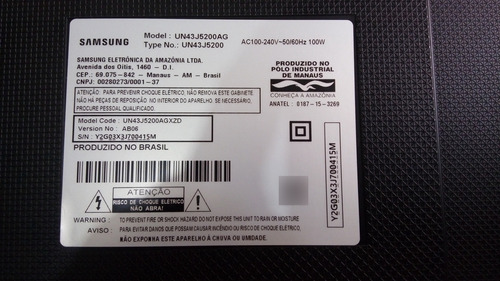 SAMSUNG
Model : UN43J5200AG
Type No.: UN43J5200
AC100-240V~50/60Hz 100W
SAMSUNG ELETRÔNICA DA AMAZÔNIA LTDA.
Avenida dos Oitis, 1460 - D.I.
CEP : 69.075-842 - Manaus - AM - Brasil
CNPJ: 00280273/0001-37
PRODUZIDO NO
PÓLO INDUSTRIAL
DE MANAUS
CONHEÇA A AMAZÔNIA
ANATEL : 0187-15-3269
ATENÇÃO : PARA PREVENIR CHOQUE ELÉTRICO, NÃO REMOVER ESTE GABINETE
NÃO HÁ PEÇAS DE REPOSIÇÃO NO INTERIOR DO APARELHO. SE NECESSÁRIO,
PROCURE PESSOAL QUALIFICADO.
Model Code : UN43J5200AGXZD
Version No : AB06
S/N : Y2G03X3J700415M
PRODUZIDO NO BRASIL
ATENÇÃO
RISCO DE CHOQUE ELÉTRICO
NÃO ABRA!
Y2G03X3J700415M
WARNING : TO PREVENT FIRE OR SHOCK HAZARD DO NOT EXPOSE THIS UNIT TO RAIN OR MOISTURE
AVISO : PARA EVITAR DANOS QUE POSSAM CAUSAR INCÊNDIO OU RISCO DE CHOQUE ELÉTRICO,
NÃO EXPONHA ESTE APARELHO À CHUVA OU UMIDADE.